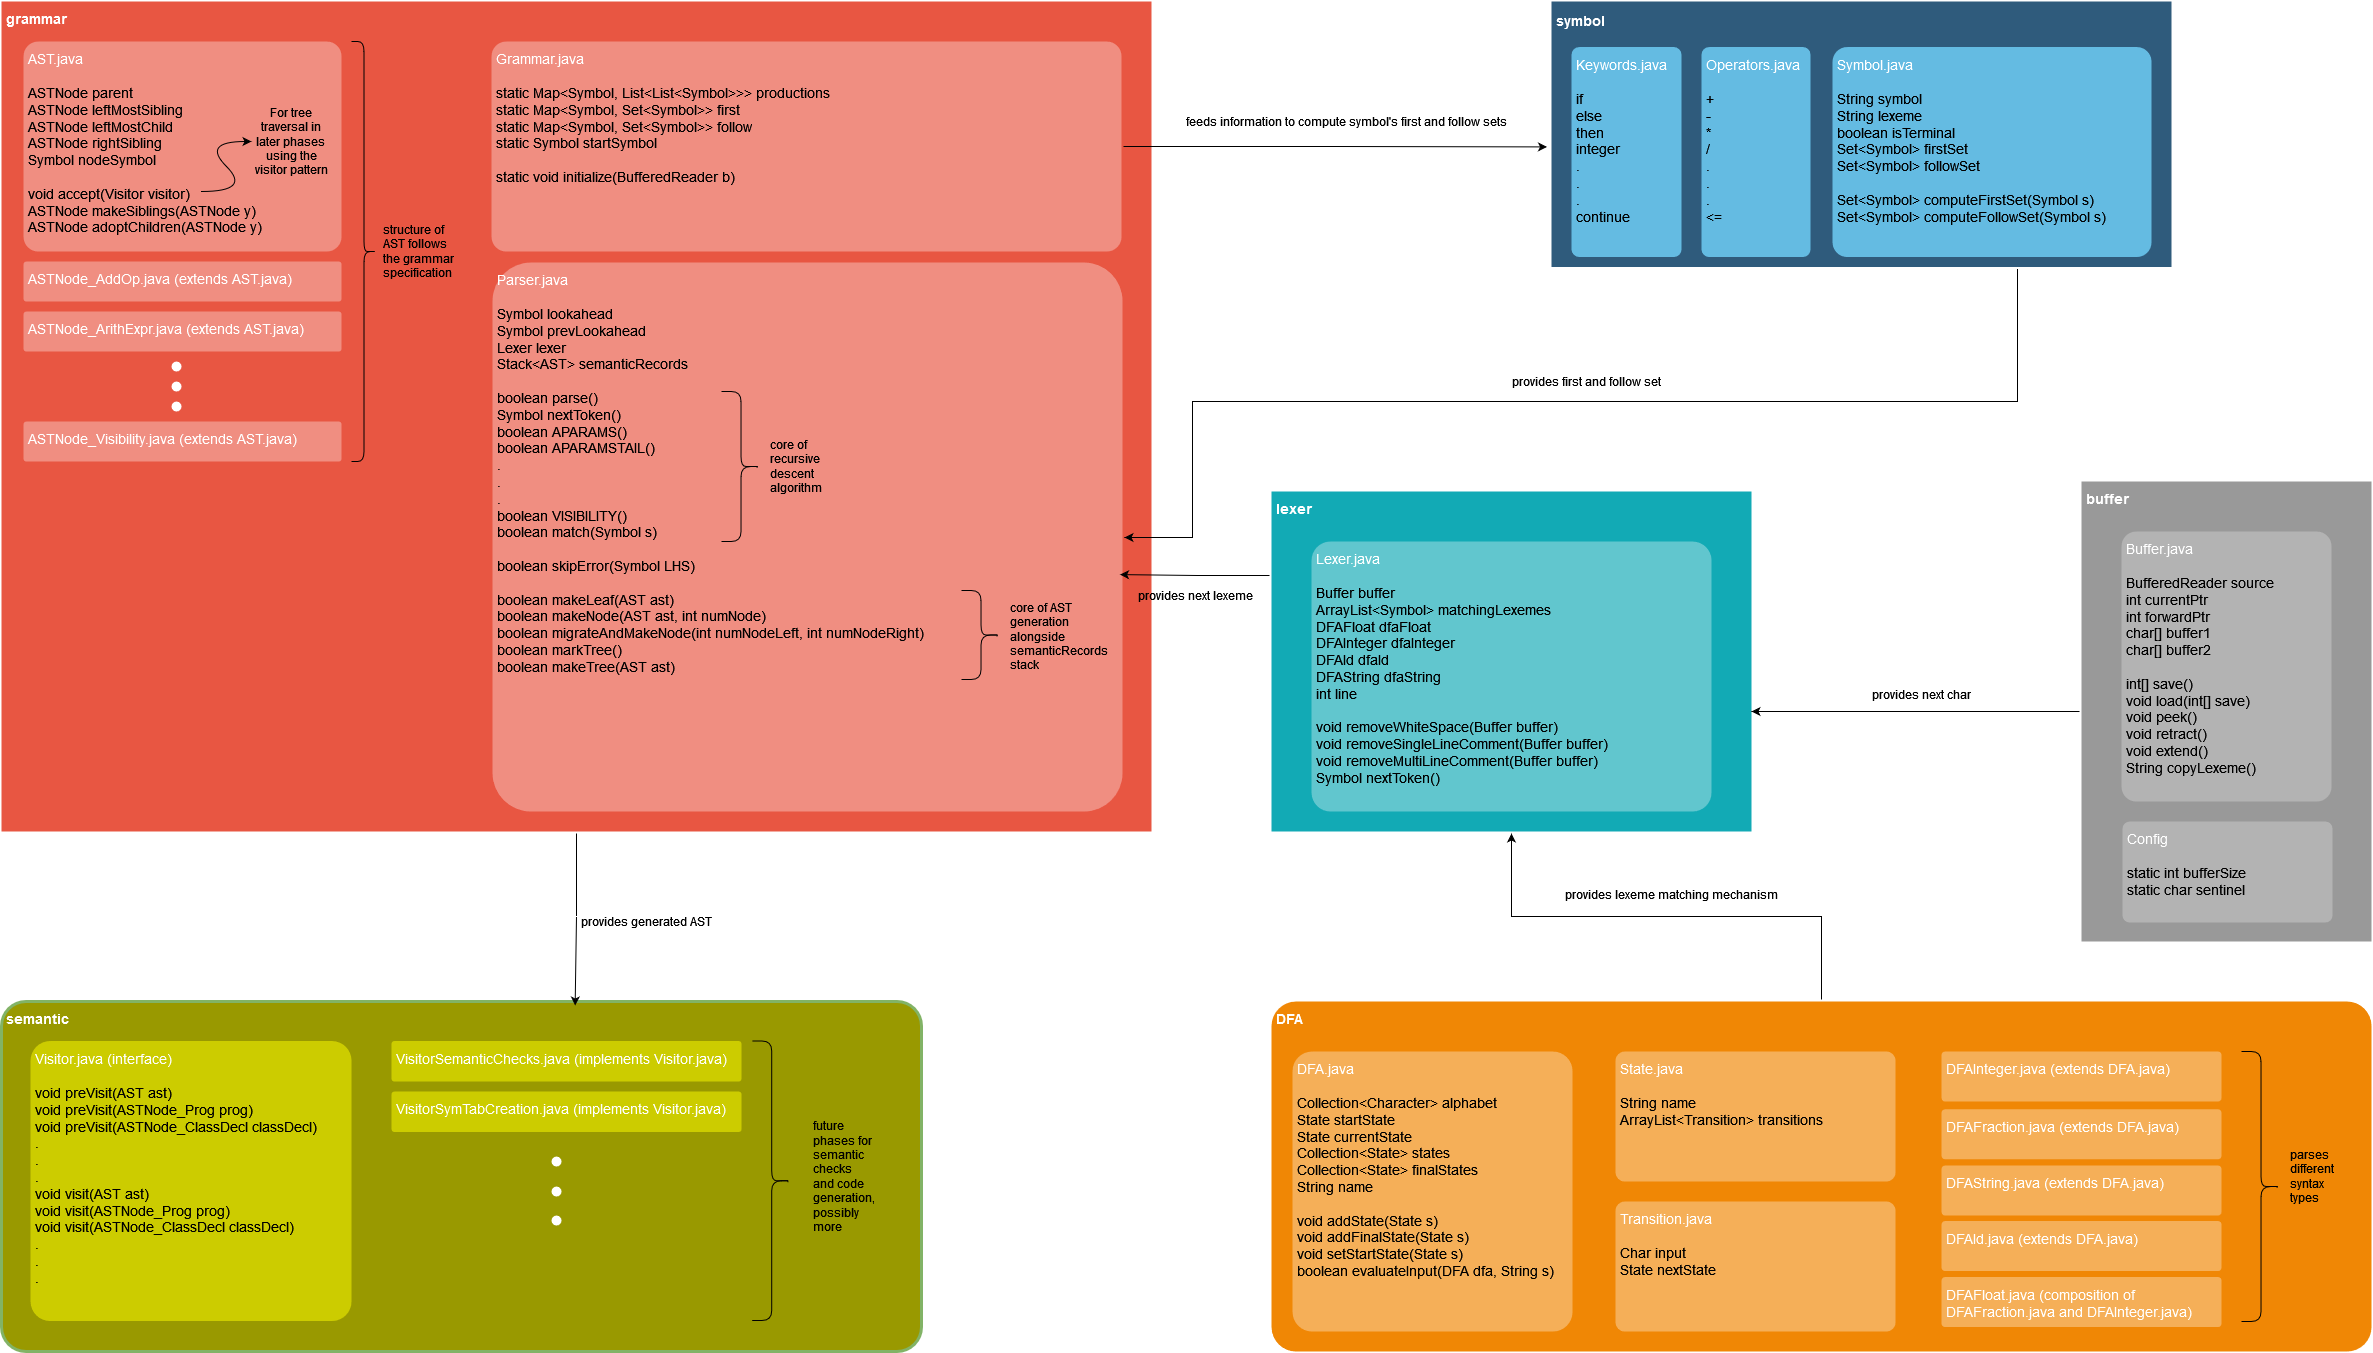 grammar
AST.java
ASTNode parent
ASTNode leftMostSibling
ASTNode leftMostChild
ASTNode rightSibling
Symbol nodeSymbol
void accept(Visitor visitor)
ASTNode makeSiblings(ASTNode y)
ASTNode adoptChildren(ASTNode y)
For tree
traversal in
later phases
using the
visitor pattern
ASTNode_AddOp.java (extends AST.java)
ASTNode_ArithExpr.java (extends AST.java)
ASTNode_Visibility.java (extends AST.java)
structure of
AST follows
the grammar
specification
Grammar.java
static Map<Symbol, List<List<Symbol>>> productions
static Map<Symbol, Set<Symbol>> first
static Map<Symbol, Set<Symbol>> follow
static Symbol startSymbol
static void initialize(BufferedReader b)
Parser.java
Symbol lookahead
Symbol prevLookahead
Lexer lexer
Stack<AST> semanticRecords
boolean parse()
Symbol nextToken()
boolean APARAMS()
boolean APARAMSTAIL()
.
.
.
boolean VISIBILITY()
boolean match(Symbol s)
core of
recursive
descent
algorithm
boolean skipError(Symbol LHS)
boolean makeLeaf(AST ast)
boolean makeNode(AST ast, int numNode)
boolean migrateAndMakeNode(int numNodeLeft, int numNodeRight)
boolean markTree()
boolean makeTree(AST ast)
core of AST
generation
alongside
semanticRecords
stack
feeds information to compute symbol's first and follow sets
symbol
Keywords.java
if
else
then
integer
.
.
.
continue
Operators.java
+
-
*
/
.
.
.
<=
Symbol.java
String symbol
String lexeme
boolean isTerminal
Set<Symbol> firstSet
Set<Symbol> followSet
Set<Symbol> computeFirstSet(Symbol s)
Set<Symbol> computeFollowSet(Symbol s)
provides first and follow set
lexer
Lexer.java
Buffer buffer
ArrayList<Symbol> matchingLexemes
DFAFloat dfaFloat
DFAInteger dfaInteger
DFAId dfaId
DFAString dfaString
int line
void removeWhiteSpace(Buffer buffer)
void removeSingleLineComment(Buffer buffer)
void removeMultiLineComment(Buffer buffer)
Symbol nextToken()
provides next lexeme
provides next char
buffer
Buffer.java
BufferedReader source
int currentPtr
int forwardPtr
char[] buffer1
char[] buffer2
int[] save()
void load(int[] save)
void peek()
void retract()
void extend()
String copyLexeme()
Config
static int bufferSize
static char sentinel
provides lexeme matching mechanism
provides generated AST
semantic
Visitor.java (interface)
void preVisit(AST ast)
void preVisit(ASTNode_Prog prog)
void preVisit(ASTNode_ClassDecl classDecl)
.
.
.
void visit(AST ast)
void visit(ASTNode_Prog prog)
void visit(ASTNode_ClassDecl classDecl)
.
.
.
VisitorSemanticChecks.java (implements Visitor.java)
VisitorSymTabCreation.java (implements Visitor.java)
future
phases for
semantic
checks
and code
generation,
possibly
more
DFA
DFA.java
Collection<Character> alphabet
State startState
State currentState
Collection<State> states
Collection<State> finalStates
String name
void addState(State s)
void addFinalState(State s)
void setStartState(State s)
boolean evaluateInput(DFA dfa, String s)
State.java
String name
ArrayList<Transition> transitions
Transition.java
Char input
State nextState
DFAInteger.java (extends DFA.java)
DFAFraction.java (extends DFA.java)
DFAString.java (extends DFA.java)
DFAId.java (extends DFA.java)
DFAFloat.java (composition of
DFAFraction.java and DFAInteger.java)
parses
different
syntax
types